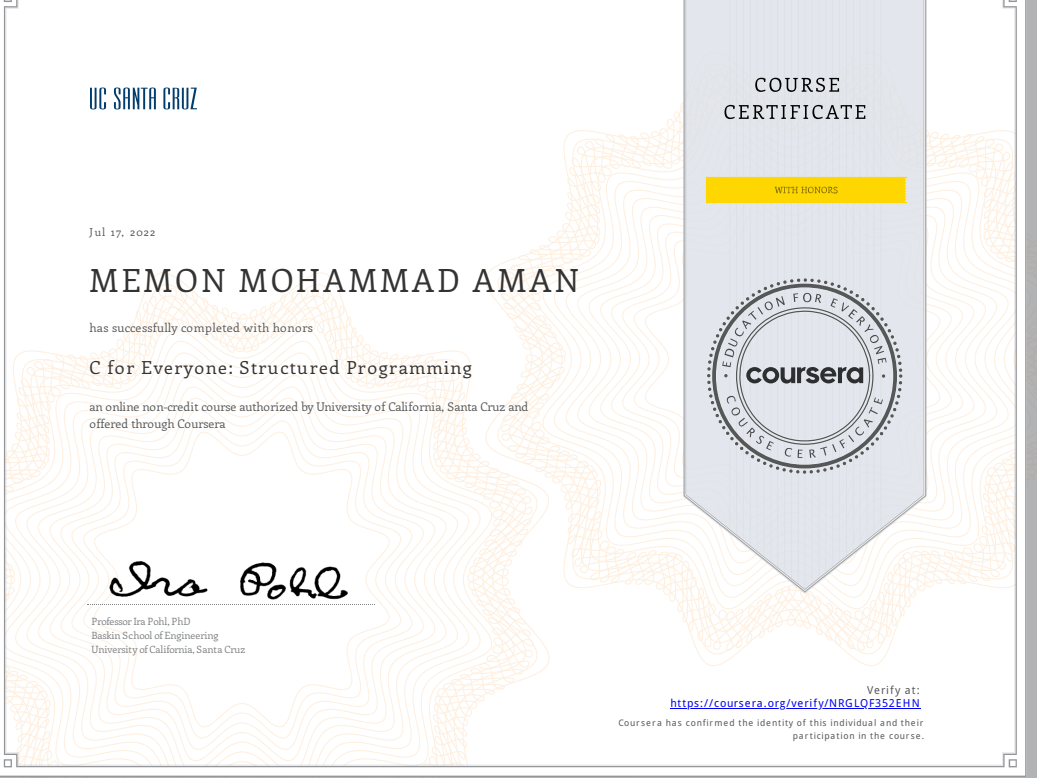 UC SANTA CRUZ
COURSE
CERTIFICATE
WITH HONORS
Jul 17, 2022
MEMON MOHAMMAD AMAN
has successfully completed with honors
C for Everyone: Structured Programming
an online non-credit course authorized by University of California, Santa Cruz and
offered through Coursera
EDUCATION FOR EVERYONE
coursera
COURSE CERTIFICATE
Ira Pohl
Professor Ira Pohl, PhD
Baskin School of Engineering
University of California, Santa Cruz
Verify at:
https://coursera.org/verify/NRGLQF352EHN
Coursera has confirmed the identity of this individual and their
participation in the course.